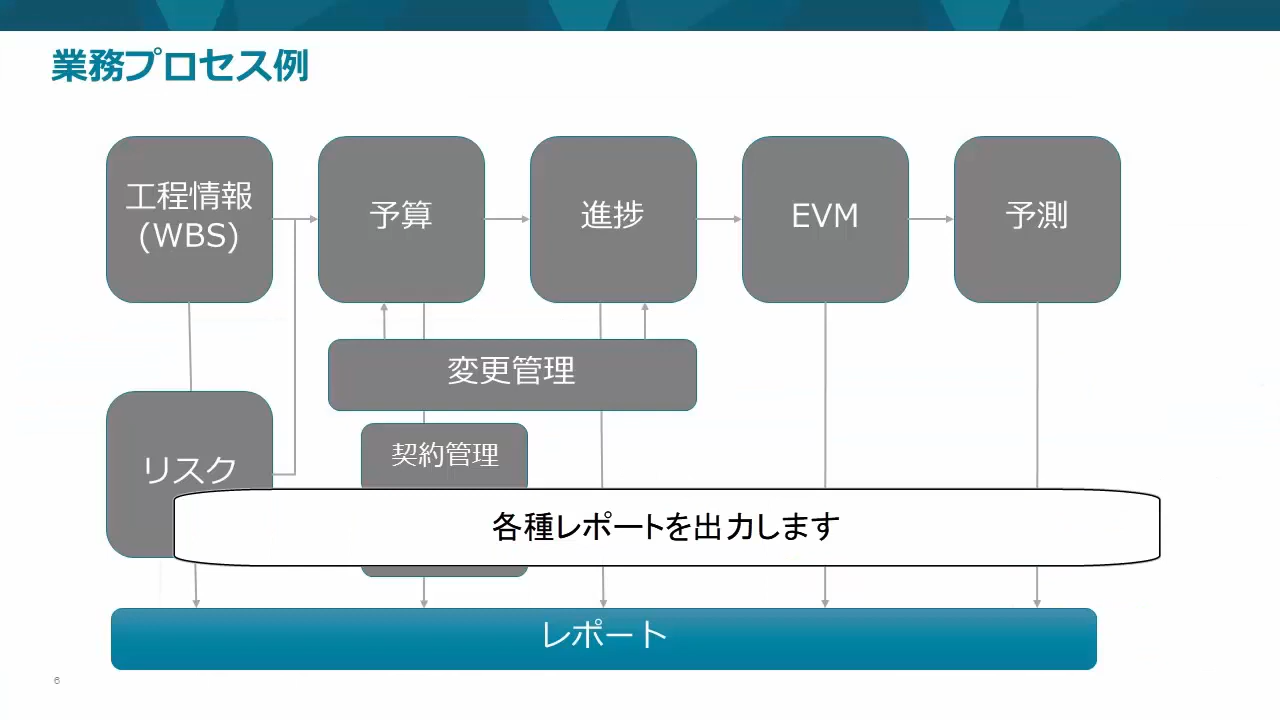 業務プロセス例
工程情報
(WBS)
予算
進捗
EVM
予測
変更管理
契約管理
リスク
各種レポートを出力します
レポート
6